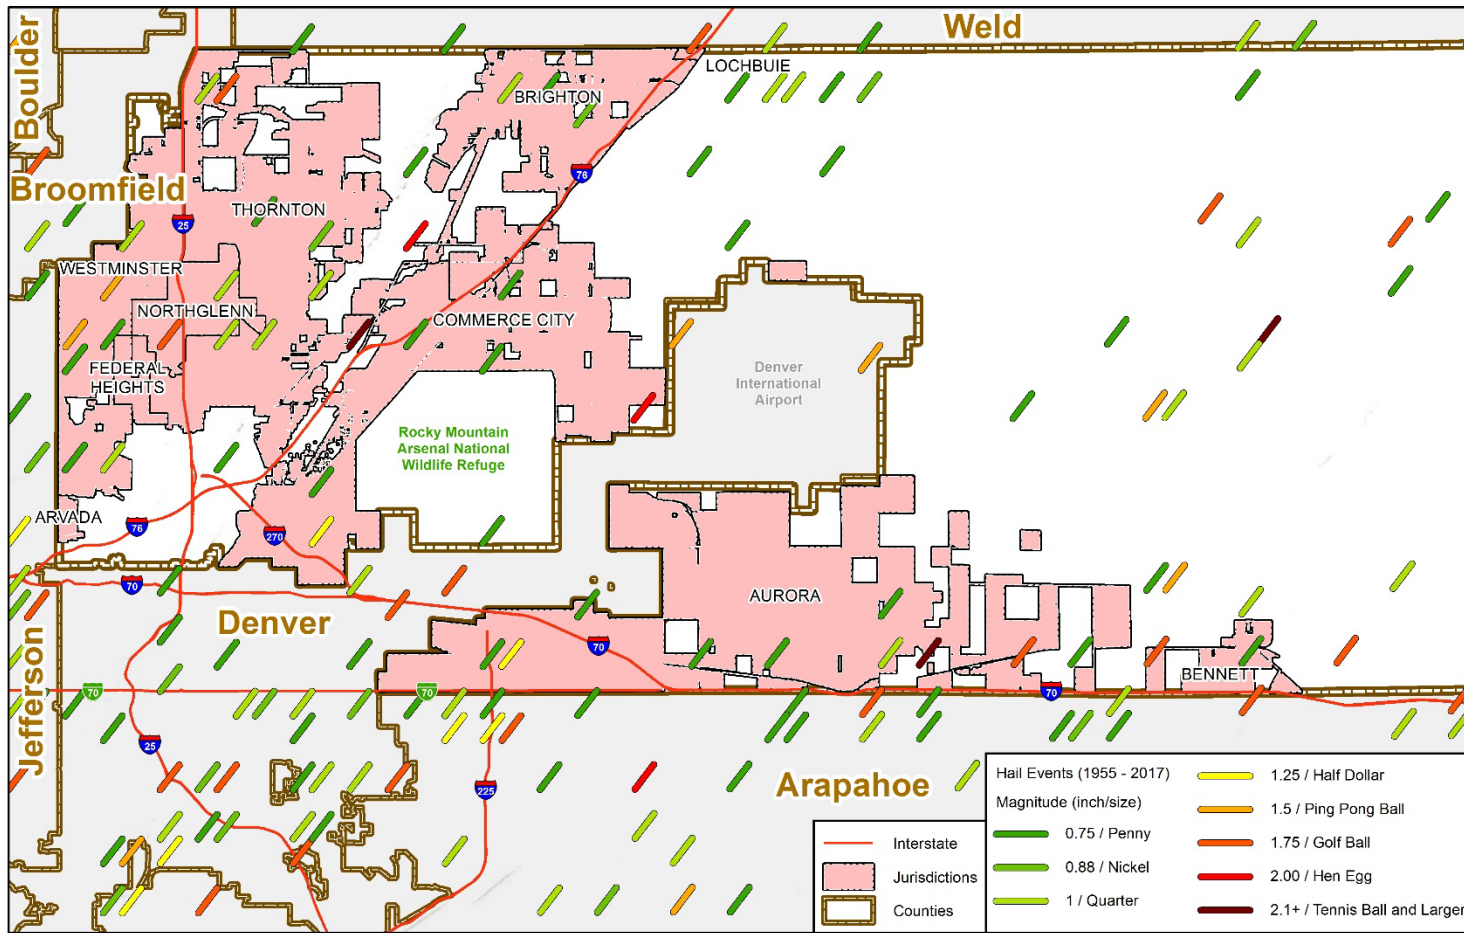 Weld
Boulder
LOCHBUIE
BRIGHTON
76
Broomfield
THORNTON
25
WESTMINSTER
NORTHGLENN
COMMERCE CITY
FEDERAL
HEIGHTS
Denver
International
Airport
Rocky Mountain
Arsenal National
Wildlife Refuge
ARVADA
76
270
70
AURORA
Denver
70
Jefferson
BENNETT
70
70
70
25
225
Arapahoe
Hail Events (1955 - 2017)
Magnitude (inch/size)
0.75 / Penny
0.88 / Nickel
1 / Quarter
1.25 / Half Dollar
1.5 / Ping Pong Ball
1.75 / Golf Ball
2.00 / Hen Egg
2.1+ / Tennis Ball and Larger
Interstate
Jurisdictions
Counties